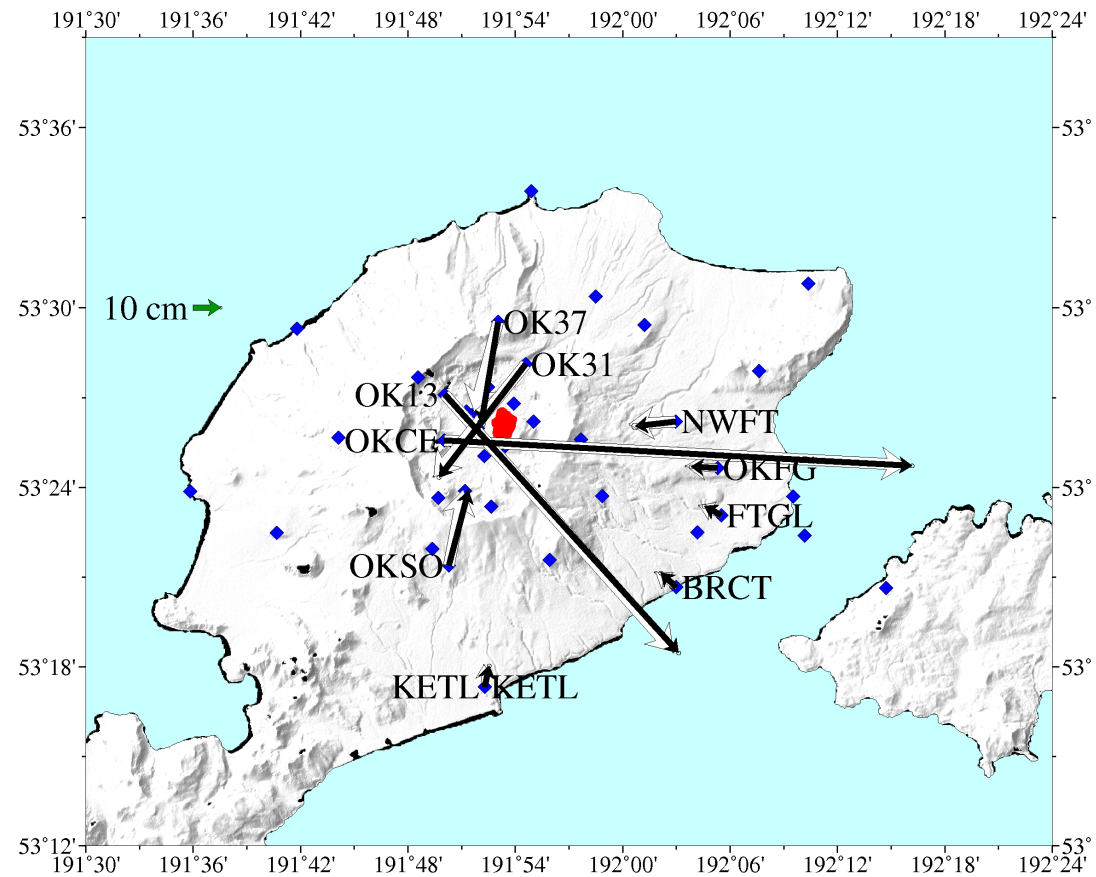 191°30' 191°36' 191°42' 191°48' 191°54' 192°00' 192°06' 192°12' 192°18' 192°24'
53°36' 53°
53°30' 53°
10 cm
OK37
OK31
OK13
NWFT
OKCE
OKFG
53°24' 53°
FTGL
OKSO
BRCT
53°18' 53°
KETL KETL
53°12' 53°
191°30' 191°36' 191°42' 191°48' 191°54' 192°00' 192°06' 192°12' 192°18' 192°24'